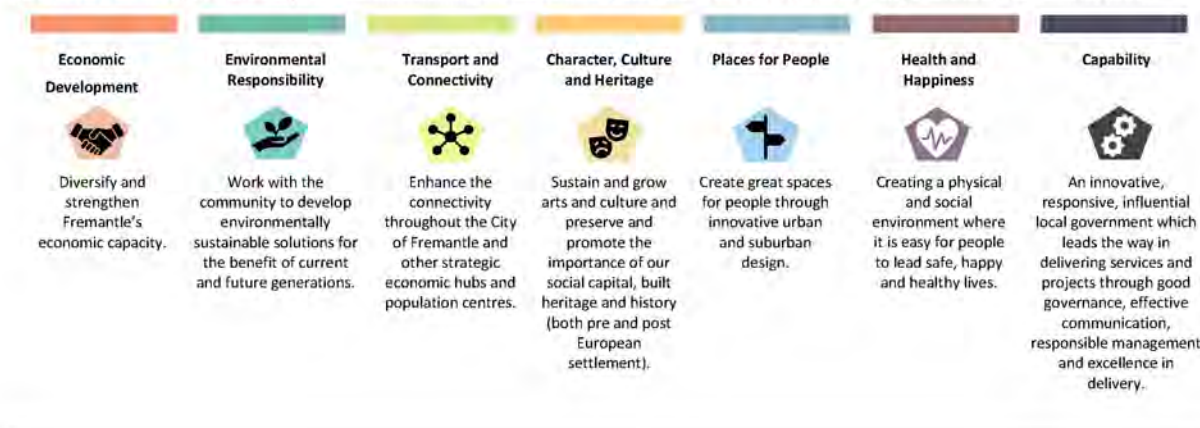 Economic
Development
Diversify and
strengthen
Fremantle's
economic capacity.
Environmental
Responsibility
Work with the
community to develop
environmentally
sustainable solutions for
the benefit of current
and future generations.
Transport and
Connectivity
Enhance the
connectivity
throughout the City
of Fremantle and
other strategic
economic hubs and
population centres.
Character, Culture
and Heritage
Sustain and grow
arts and culture and
preserve and
promote the
importance of our
social capital, built
heritage and history
(both pre and post
European
settlement).
Places for People
Create great spaces
for people through
innovative urban
and suburban
design.
Health and
Happiness
Creating a physical
and social
environment where
it is easy for people
to lead safe, happy
and healthy lives.
Capability
An innovative,
responsive, influential
local government which
leads the way in
delivering services and
projects through good
governance, effective
communication,
responsible management
and excellence in
delivery.